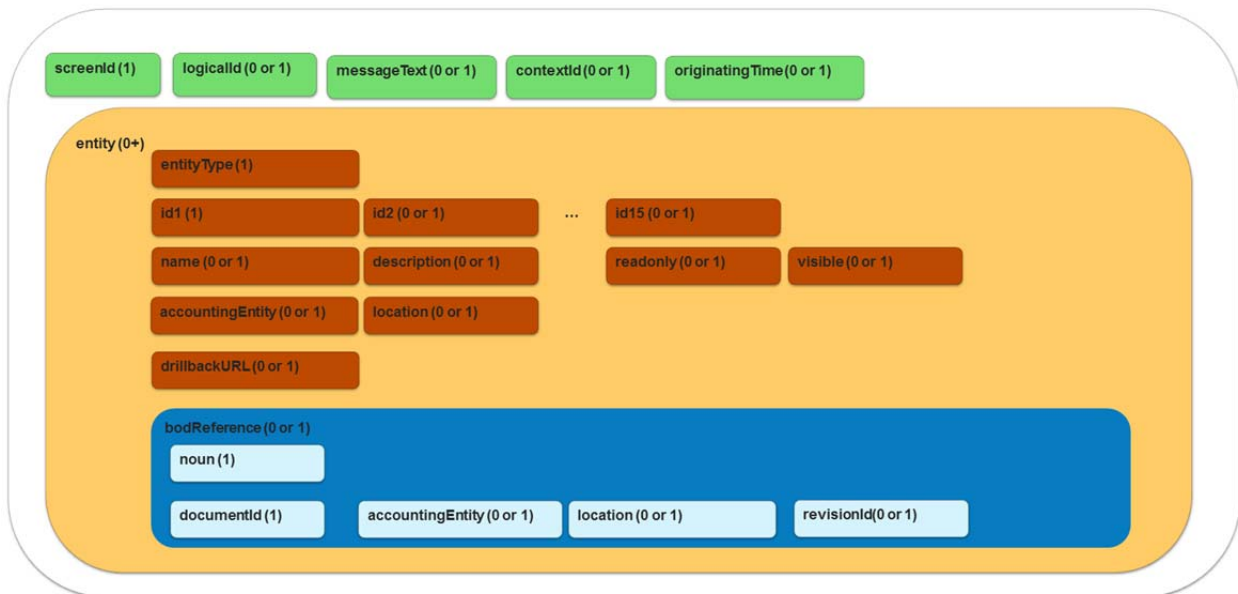 screenId (1) logicalId (0 or 1) messageText (0 or 1) contextId (0 or 1) originatingTime (0 or 1)
entity (0+)
entityType (1)
id1 (1) id2 (0 or 1) ... id15 (0 or 1)
name (0 or 1) description (0 or 1) readonly (0 or 1) visible (0 or 1)
accountingEntity (0 or 1) location (0 or 1)
drillbackURL (0 or 1)
bodReference (0 or 1)
noun (1)
documentId (1) accountingEntity (0 or 1) location (0 or 1) revisionId(0 or 1)